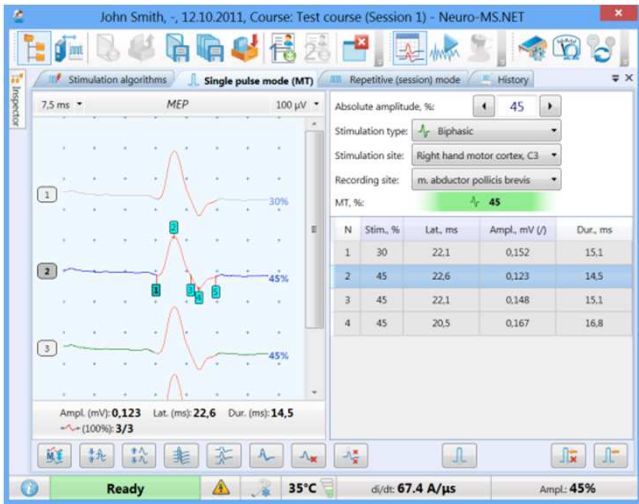 John Smith, -, 12.10.2011, Course: Test course (Session 1) - Neuro-MS.NET
Stimulation algorithms
Single pulse mode (MT)
Repetitive (session) mode
History
Inspector
7,5 ms
MEP
100 µV
1
30%
2
2
45%
1
3
4
5
3
45%
Ampl. (mV): 0,123 Lat. (ms): 22,6 Dur. (ms): 14,5
(100%): 3/3
Absolute amplitude, %: 45
Stimulation type: Biphasic
Stimulation site: Right hand motor cortex, C3
Recording site: m. abductor pollicis brevis
MT, %: 45
N Stim., % Lat., ms Ampl., mV (/) Dur., ms
1 30 22,1 0,152 15,1
2 45 22,6 0,123 14,5
3 45 22,1 0,148 15,1
4 45 20,5 0,167 16,8
Ready
35°C
di/dt: 67.4 A/µs
Ampl.: 45%